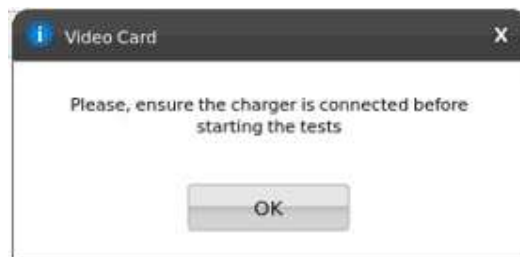 Video Card
X
Please, ensure the charger is connected before
starting the tests
OK